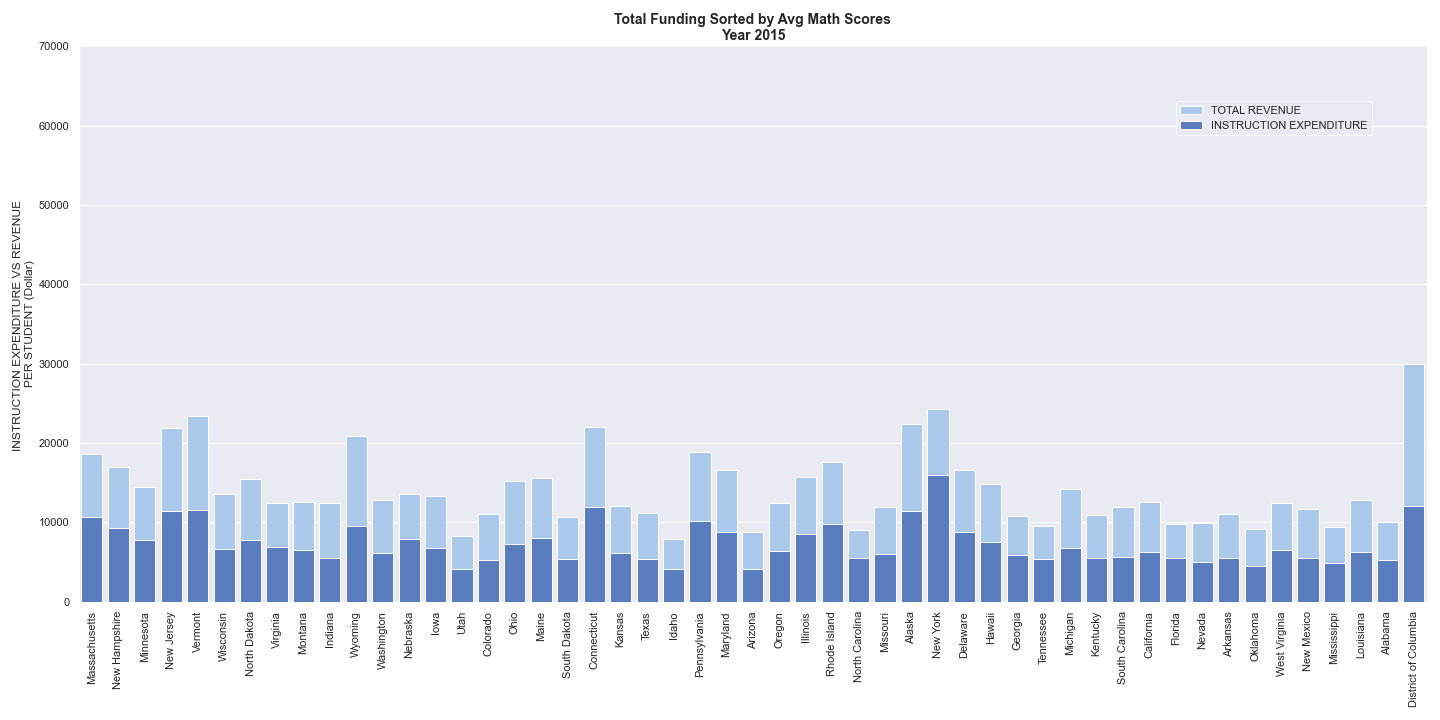 Total Funding Sorted by Avg Math Scores
Year 2015
INSTRUCTION EXPENDITURE VS REVENUE
PER STUDENT (Dollar)
70000
60000
50000
40000
30000
20000
10000
0
TOTAL REVENUE
INSTRUCTION EXPENDITURE
Massachusetts
New Hampshire
Minnesota
New Jersey
Vermont
Wisconsin
North Dakota
Virginia
Montana
Indiana
Wyoming
Washington
Nebraska
Iowa
Utah
Colorado
Ohio
Maine
South Dakota
Connecticut
Kansas
Texas
Idaho
Pennsylvania
Maryland
Arizona
Oregon
Illinois
Rhode Island
North Carolina
Missouri
Alaska
New York
Delaware
Hawaii
Georgia
Tennessee
Michigan
Kentucky
South Carolina
California
Florida
Nevada
Arkansas
Oklahoma
West Virginia
New Mexico
Mississippi
Louisiana
Alabama
District of Columbia